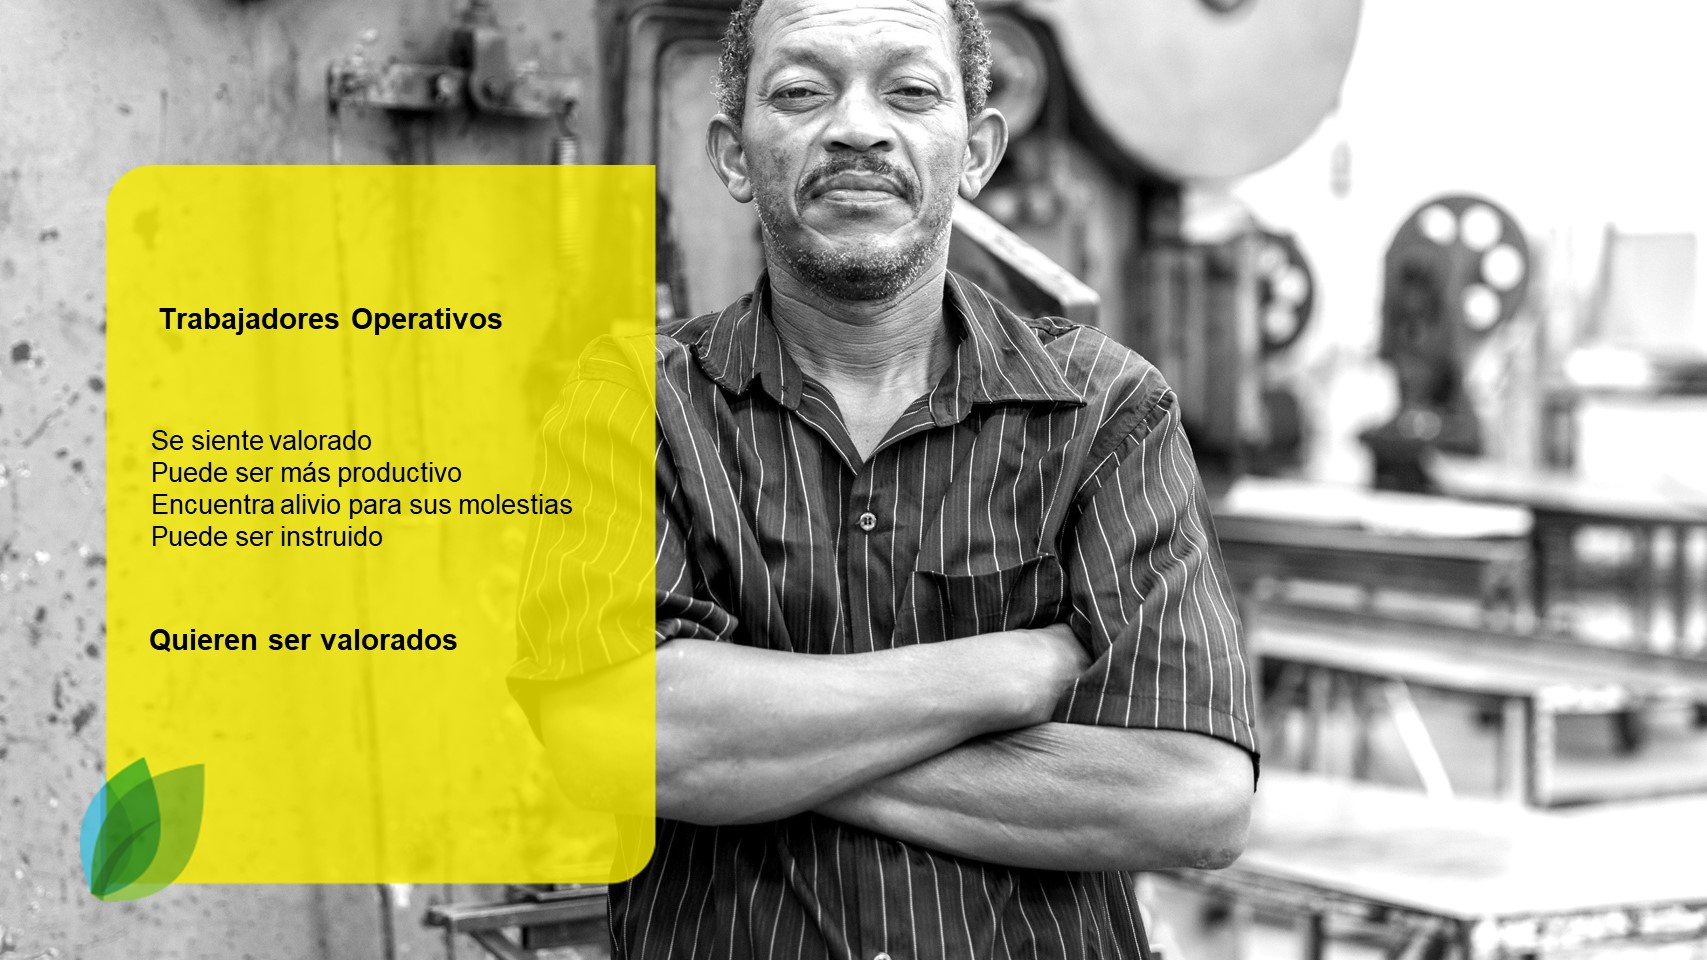 Trabajadores Operativos
Se siente valorado
Puede ser más productivo
Encuentra alivio para sus molestias
Puede ser instruido
Quieren ser valorados